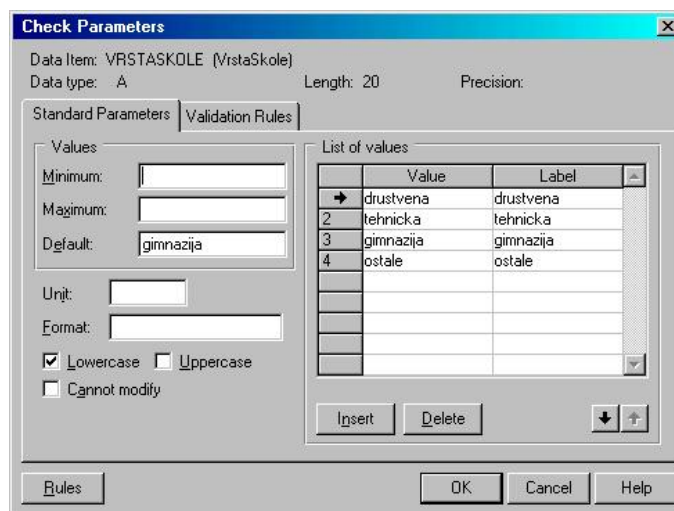 Check Parameters
Data Item: VRSTASKOLE (VrstaSkole)
Data type: A Length: 20 Precision:
Standard Parameters Validation Rules
Values
Minimum:
Maximum:
Default: gimnazija
Unit:
Format:
Lowercase Uppercase
Cannot modify
List of values
Value Label
drustvena drustvena
2 tehnicka tehnicka
3 gimnazija gimnazija
4 ostale ostale
Insert Delete
Rules OK Cancel Help